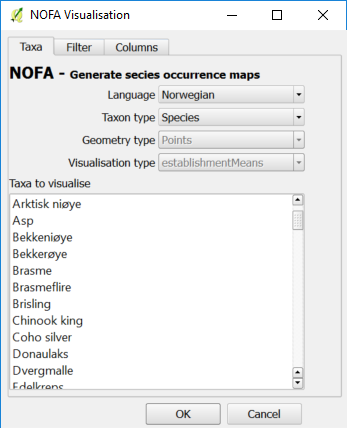 NOFA Visualisation
Taxa Filter Columns
NOFA - Generate secies occurrence maps
Language Norwegian
Taxon type Species
Geometry type Points
Visualisation type establishmentMeans
Taxa to visualise
Arktisk niøye
Asp
Bekkeniøye
Bekkerøye
Brasme
Brasmeflire
Brisling
Chinook king
Coho silver
Donaulaks
Dvergmalle
Edelkreps
OK Cancel